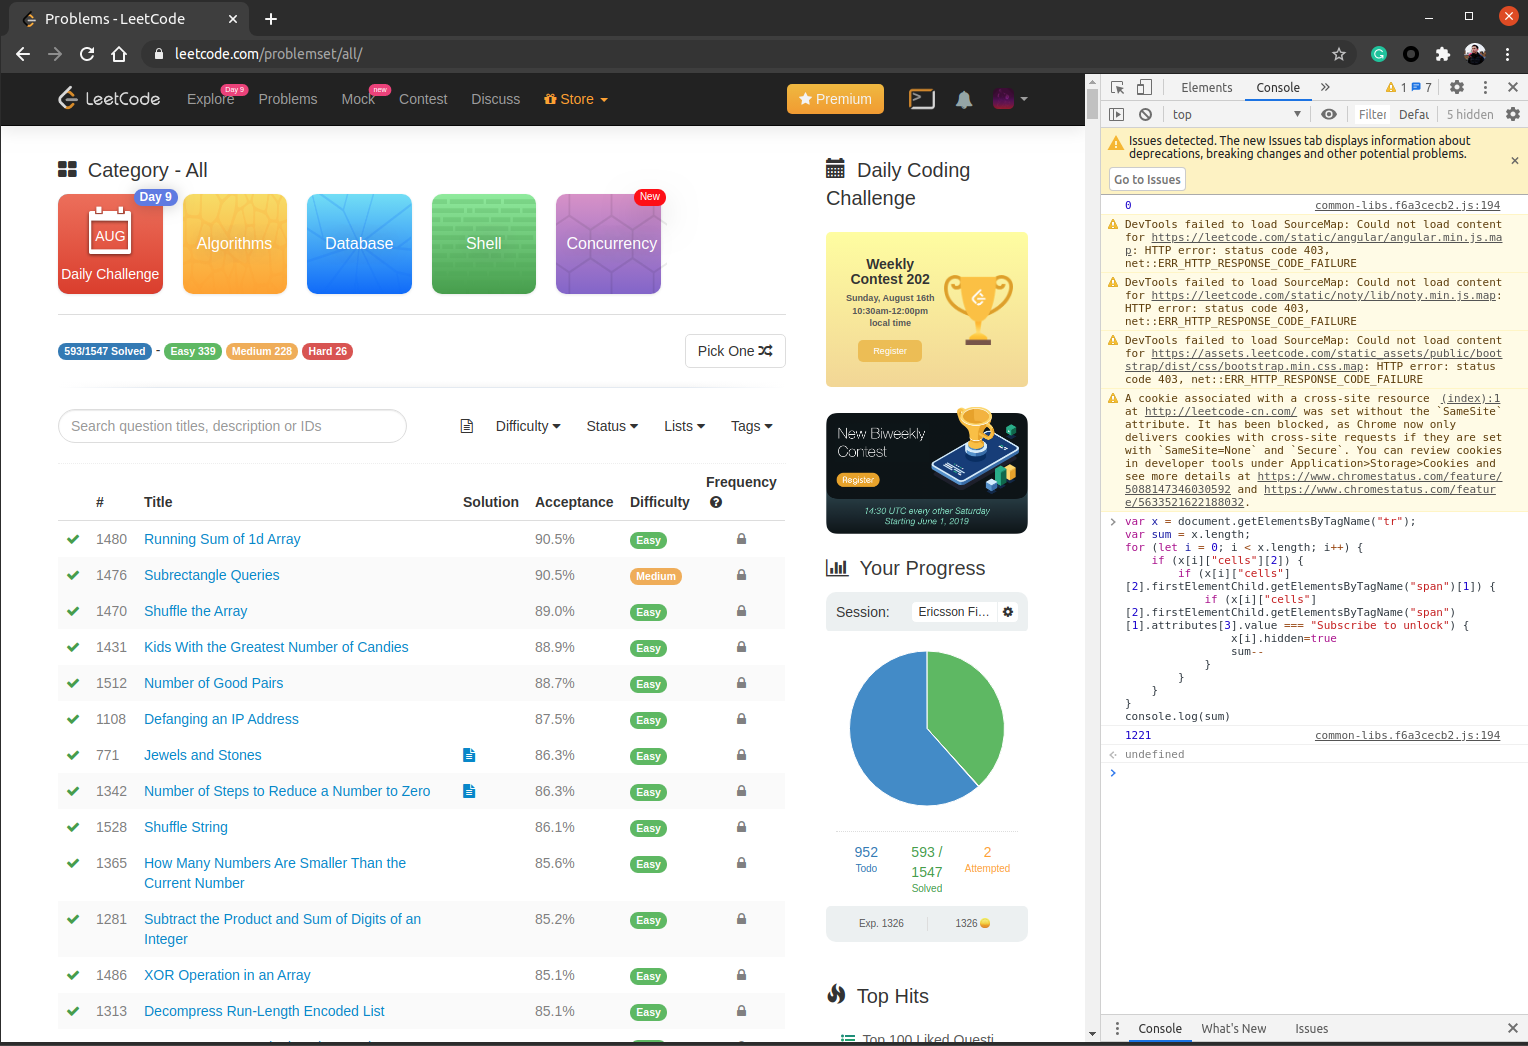 Problems - LeetCode
leetcode.com/problemset/all/
LeetCode
Explore
Day 9
Problems
Mock
new
Contest
Discuss
Store
Premium
Category - All
Day 9
AUG
Daily Challenge
Algorithms
Database
Shell
New
Concurrency
593/1547 Solved - Easy 339 Medium 228 Hard 26
Pick One
Search question titles, description or IDs
Difficulty
Status
Lists
Tags
# Title Solution Acceptance Difficulty Frequency
1480 Running Sum of 1d Array 90.5% Easy
1476 Subrectangle Queries 90.5% Medium
1470 Shuffle the Array 89.0% Easy
1431 Kids With the Greatest Number of Candies 88.9% Easy
1512 Number of Good Pairs 88.7% Easy
1108 Defanging an IP Address 87.5% Easy
771 Jewels and Stones 86.3% Easy
1342 Number of Steps to Reduce a Number to Zero 86.3% Easy
1528 Shuffle String 86.1% Easy
1365 How Many Numbers Are Smaller Than the 85.6% Easy
Current Number
1281 Subtract the Product and Sum of Digits of an 85.2% Easy
Integer
1486 XOR Operation in an Array 85.1% Easy
1313 Decompress Run-Length Encoded List 85.1% Easy
Daily Coding
Challenge
Weekly
Contest 202
Sunday, August 16th
10:30am-12:00pm
local time
Register
New Biweekly
Contest
Register
14:30 UTC every other Saturday
Starting June 1, 2019
Your Progress
Session: Ericsson Fi...
952
Todo
593 /
1547
Solved
2
Attempted
Exp. 1326
1326
Top Hits
Top 100 Liked Questi
Elements
Console
1
7
top
Filter
Defau
5 hidden
Issues detected. The new Issues tab displays information about
deprecations, breaking changes and other potential problems.
Go to Issues
0 common-libs.f6a3cecb2.js:194
DevTools failed to load SourceMap: Could not load content
for https://leetcode.com/static/angular/angular.min.js.ma
p: HTTP error: status code 403,
net::ERR_HTTP_RESPONSE_CODE_FAILURE
DevTools failed to load SourceMap: Could not load content
for https://leetcode.com/static/noty/lib/noty.min.js.map:
HTTP error: status code 403,
net::ERR_HTTP_RESPONSE_CODE_FAILURE
DevTools failed to load SourceMap: Could not load content
for https://assets.leetcode.com/static_assets/public/boot
strap/dist/css/bootstrap.min.css.map: HTTP error: status
code 403, net::ERR_HTTP_RESPONSE_CODE_FAILURE
A cookie associated with a cross-site resource (index):1
at http://leetcode-cn.com/ was set without the `SameSite`
attribute. It has been blocked, as Chrome now only
delivers cookies with cross-site requests if they are set
with `SameSite=None` and `Secure`. You can review cookies
in developer tools under Application>Storage>Cookies and
see more details at https://www.chromestatus.com/feature/
5088147346030592 and https://www.chromestatus.com/featur
e/5633521622188032.
var x = document.getElementsByTagName("tr");
var sum = x.length;
for (let i = 0; i < x.length; i++) {
if (x[i]["cells"][2]) {
if (x[i]["cells"]
[2].firstElementChild.getElementsByTagName("span")[1]) {
if (x[i]["cells"]
[2].firstElementChild.getElementsByTagName("span")
[1].attributes[3].value === "Subscribe to unlock") {
x[i].hidden=true
sum--
}
}
}
}
console.log(sum)
1221 common-libs.f6a3cecb2.js:194
undefined
Console
What's New
Issues